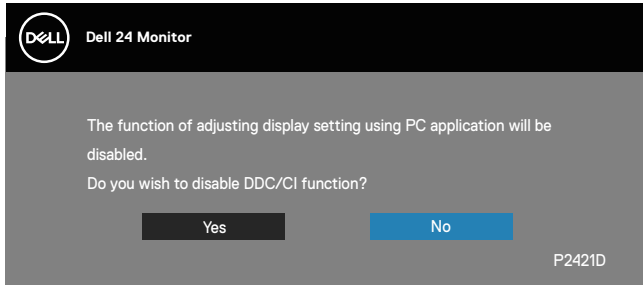 DELL
Dell 24 Monitor
The function of adjusting display setting using PC application will be
disabled.
Do you wish to disable DDC/CI function?
Yes
No
P2421D